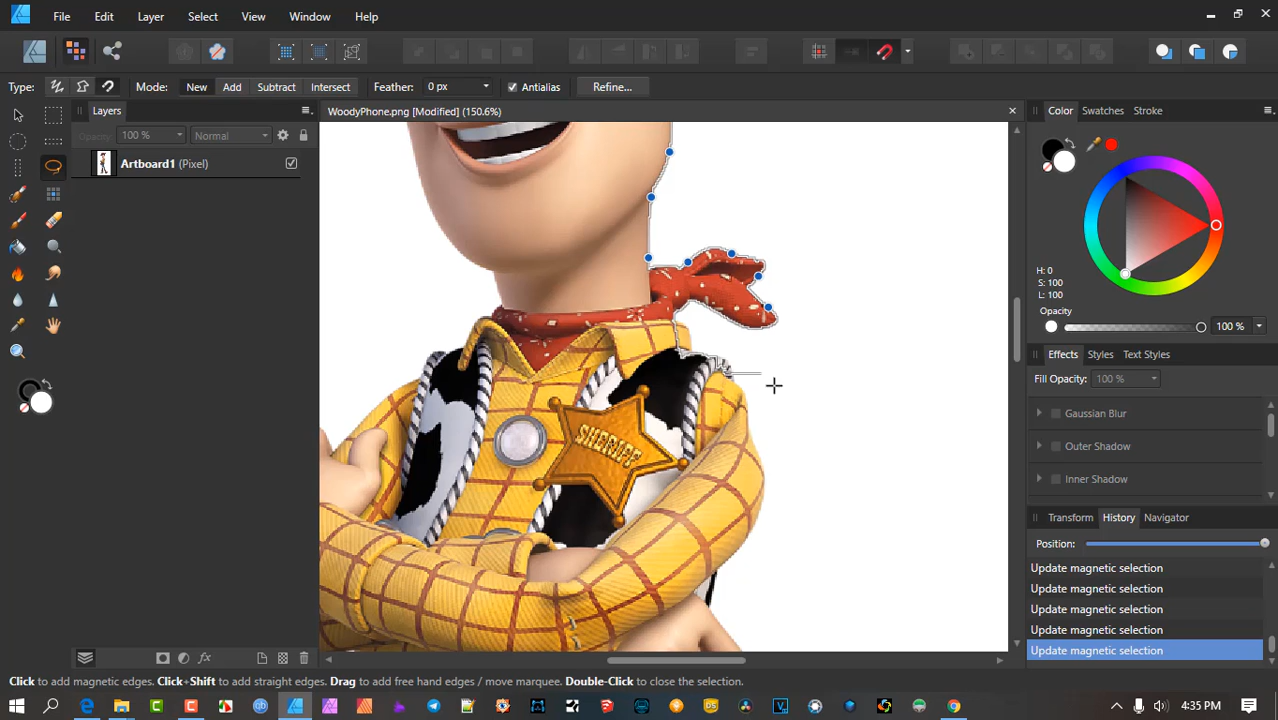 File Edit Layer Select View Window Help
Type: Mode: New Add Subtract Intersect Feather: 0 px Antialias Refine...
Layers
Opacity: 100 % Normal
Artboard1 (Pixel)
WoodyPhone.png [Modified] (150.6%)
SHERIFF
Color Swatches Stroke
H: 0
S: 100
L: 100
Opacity
100 %
Effects Styles Text Styles
Fill Opacity: 100 %
Gaussian Blur
Outer Shadow
Inner Shadow
Transform History Navigator
Position:
Update magnetic selection
Update magnetic selection
Update magnetic selection
Update magnetic selection
Update magnetic selection
Click to add magnetic edges. Click+Shift to add straight edges. Drag to add free hand edges / move marquee. Double-Click to close the selection.
4:35 PM